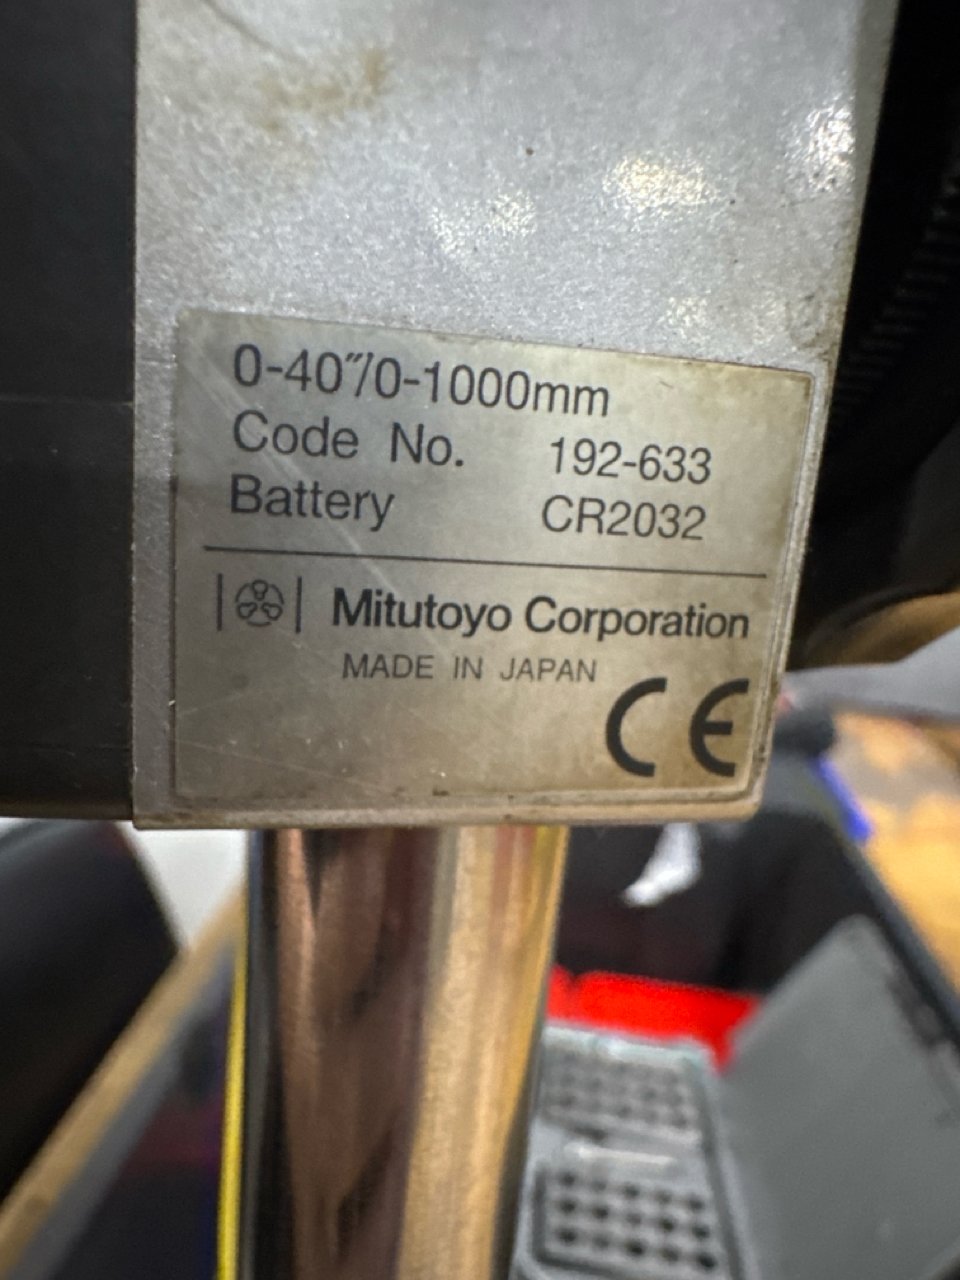 0-40"/0-1000mm
Code No. 192-633
Battery CR2032
Mitutoyo Corporation
MADE IN JAPAN
CE